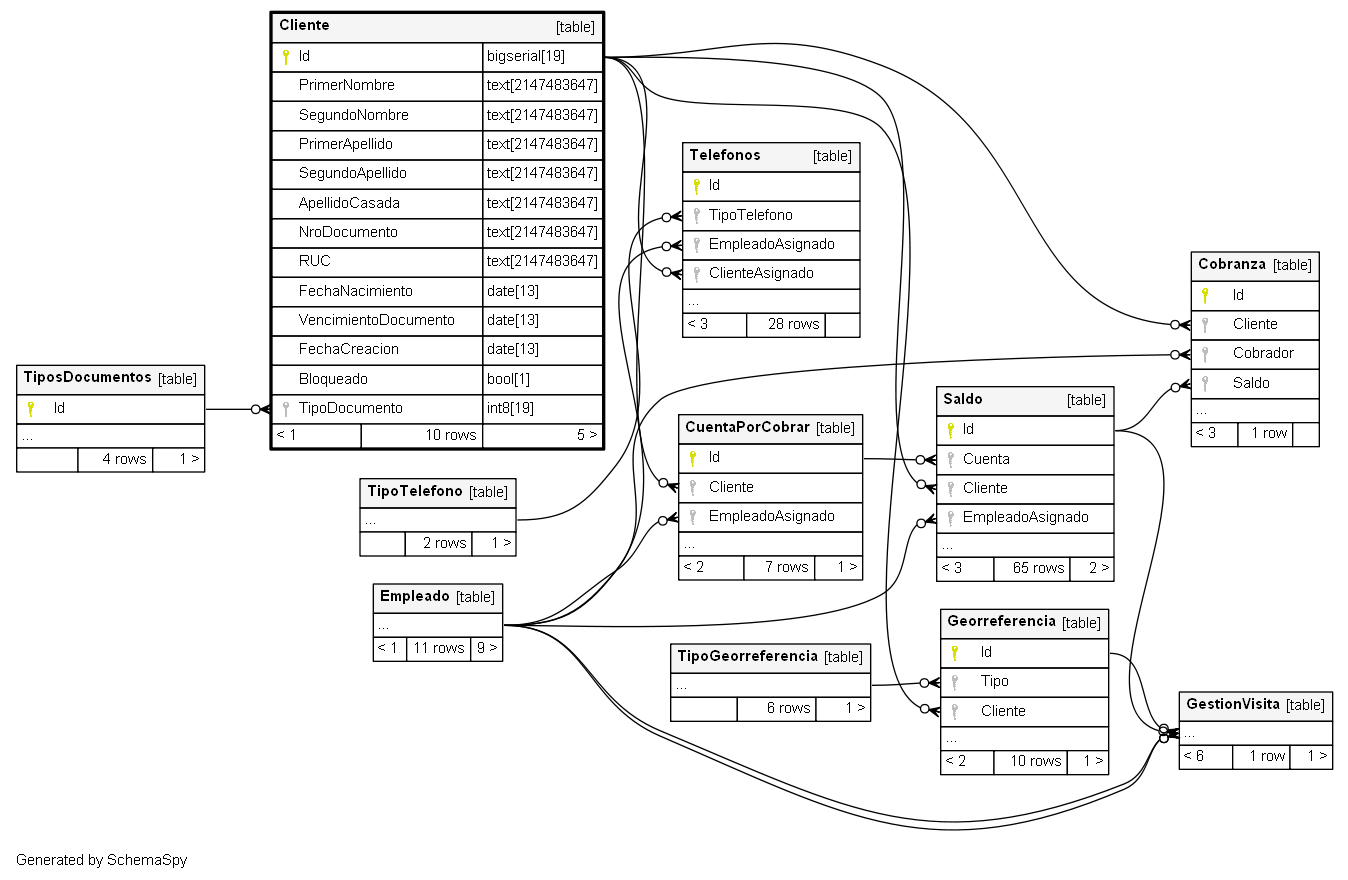 Cliente [table]
Id bigserial[19]
PrimerNombre text[2147483647]
SegundoNombre text[2147483647]
PrimerApellido text[2147483647]
SegundoApellido text[2147483647]
ApellidoCasada text[2147483647]
NroDocumento text[2147483647]
RUC text[2147483647]
FechaNacimiento date[13]
VencimientoDocumento date[13]
FechaCreacion date[13]
Bloqueado bool[1]
TipoDocumento int8[19]
< 1 10 rows 5 >
TiposDocumentos [table]
Id
...
4 rows 1 >
Telefonos [table]
Id
TipoTelefono
EmpleadoAsignado
ClienteAsignado
...
< 3 28 rows
Cobranza [table]
Id
Cliente
Cobrador
Saldo
...
< 3 1 row
Saldo [table]
Id
Cuenta
Cliente
EmpleadoAsignado
...
< 3 65 rows 2 >
CuentaPorCobrar [table]
Id
Cliente
EmpleadoAsignado
...
< 2 7 rows 1 >
TipoTelefono [table]
...
2 rows 1 >
Empleado [table]
...
< 1 11 rows 9 >
Georreferencia [table]
Id
Tipo
Cliente
...
< 2 10 rows 1 >
TipoGeorreferencia [table]
...
6 rows 1 >
GestionVisita [table]
...
< 6 1 row 1 >
Generated by SchemaSpy